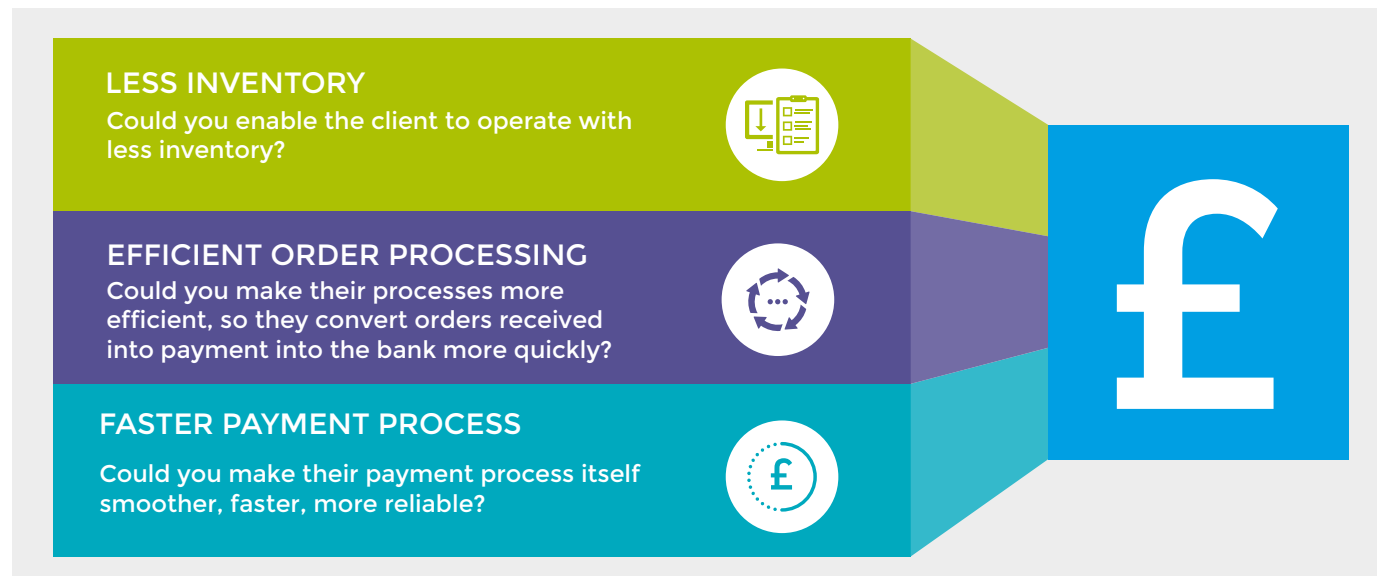 LESS INVENTORY
Could you enable the client to operate with
less inventory?
EFFICIENT ORDER PROCESSING
Could you make their processes more
efficient, so they convert orders received
into payment into the bank more quickly?
FASTER PAYMENT PROCESS
Could you make their payment process itself
smoother, faster, more reliable?
£
£